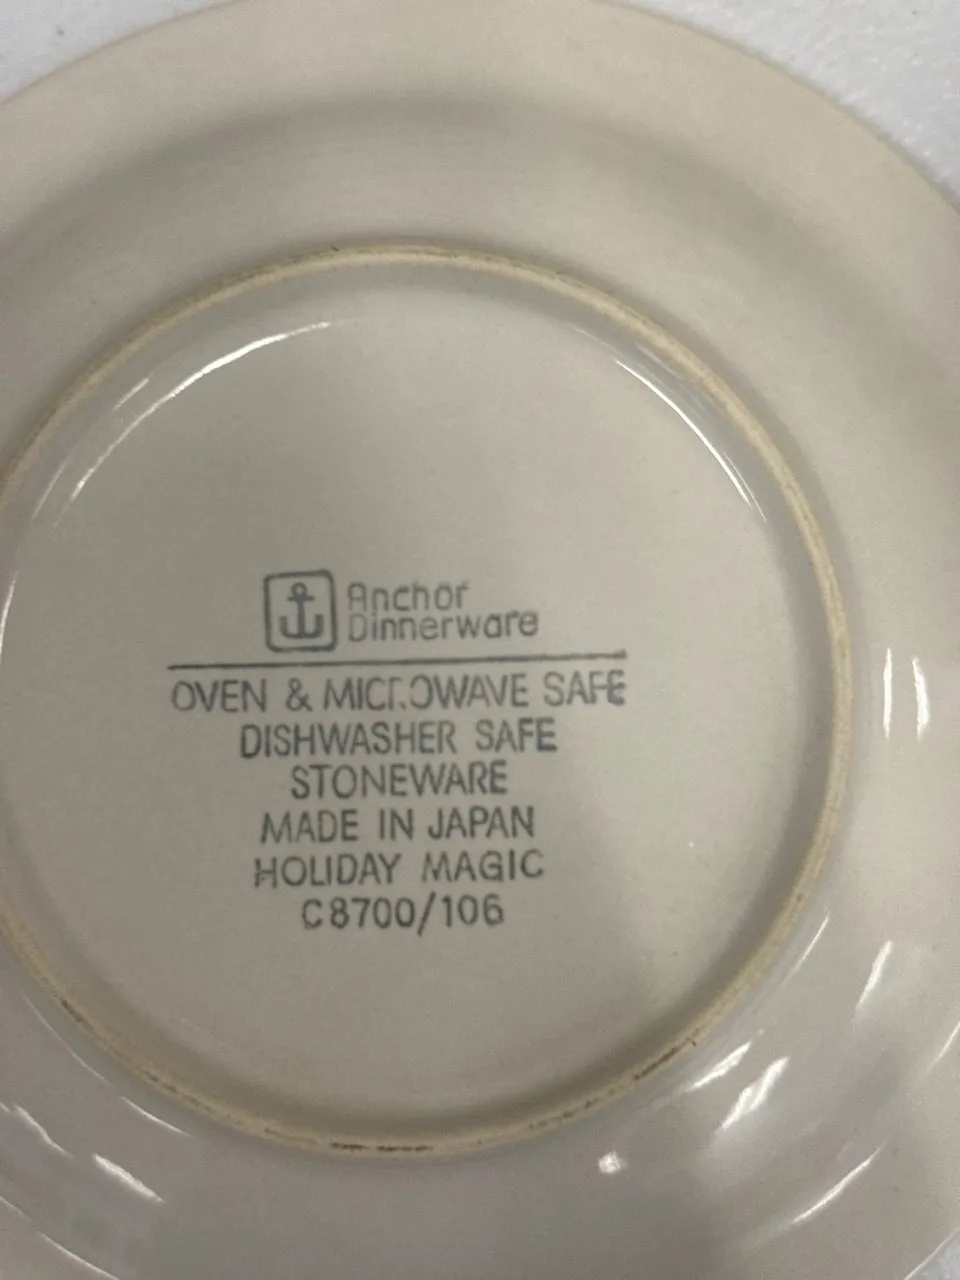 Anchor
Dinnerware
OVEN & MICROWAVE SAFE
DISHWASHER SAFE
STONEWARE
MADE IN JAPAN
HOLIDAY MAGIC
C8700/106